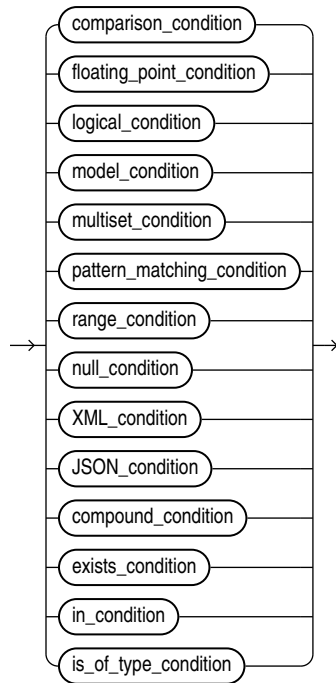 comparison_condition
floating_point_condition
logical_condition
model_condition
multiset_condition
pattern_matching_condition
range_condition
null_condition
XML_condition
JSON_condition
compound_condition
exists_condition
in_condition
is_of_type_condition